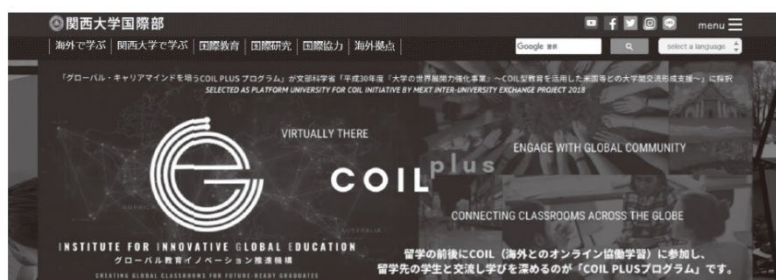 関西大学国際部
menu
海外で学ぶ | 関西大学で学ぶ | 国際教育 | 国際研究 | 国際協力 | 海外拠点
Google 検索
select a language
「グローバル・キャリアマインドを培うCOIL PLUS プログラム」が文部科学省「平成30年度『大学の世界展開力強化事業』~COIL型教育を活用した米国等との大学間交流形成支援~」に採択
SELECTED AS PLATFORM UNIVERSITY FOR COIL INITIATIVE BY MEXT INTER-UNIVERSITY EXCHANGE PROJECT 2018
VIRTUALLY THERE
ENGAGE WITH GLOBAL COMMUNITY
COIL plus
CONNECTING CLASSROOMS ACROSS THE GLOBE
AUSTRALIA
INSTITUTE FOR INNOVATIVE GLOBAL EDUCATION
グローバル教育イノベーション推進機構
CREATING GLOBAL CLASSROOMS FOR FUTURE-READY GRADUATES
留学の前後にCOIL(海外とのオンライン協働学習)に参加し、
留学先の学生と交流し学びを深めるのが「COIL PLUSプログラム」です。